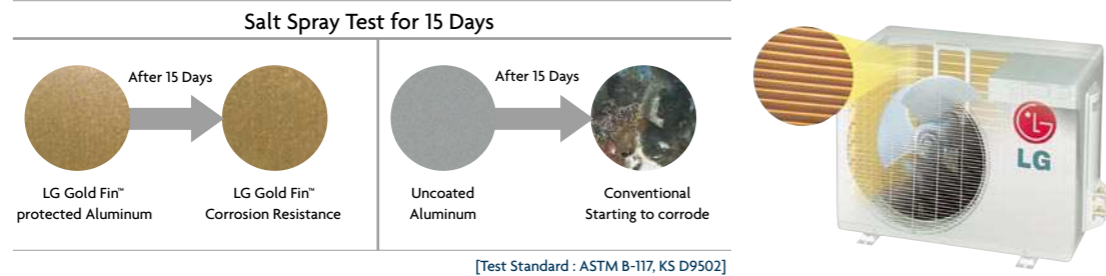 Salt Spray Test for 15 Days
After 15 Days
LG Gold Fin™
protected Aluminum
LG Gold Fin™
Corrosion Resistance
After 15 Days
Uncoated
Aluminum
Conventional
Starting to corrode
[Test Standard : ASTM B-117, KS D9502]
LG
LG